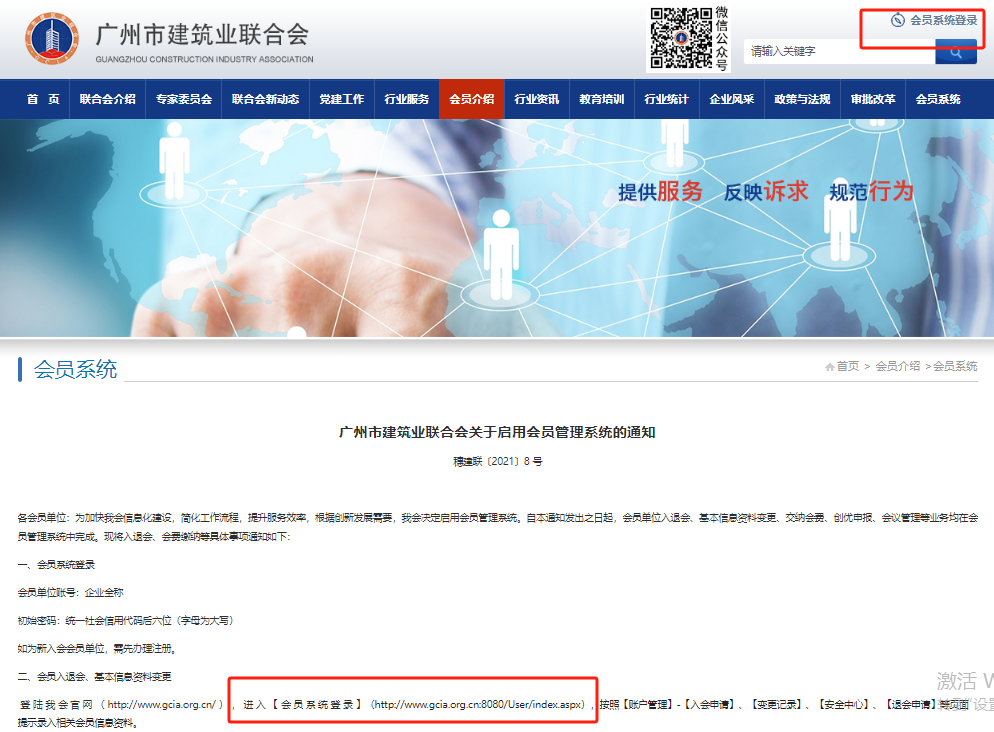 广州市建筑业联合会
GUANGZHOU CONSTRUCTION INDUSTRY ASSOCIATION
微信公众号
会员系统登录
请输入关键字
首 页 联合会介绍 专家委员会 联合会新动态 党建工作 行业服务 会员介绍 行业资讯 教育培训 行业统计 企业风采 政策与法规 审批改革 会员系统
提供服务 反映诉求 规范行为
会员系统
首页 > 会员介绍 >会员系统
广州市建筑业联合会关于启用会员管理系统的通知
穗建联〔2021〕8 号
各会员单位：为加快我会信息化建设，简化工作流程，提升服务效率，根据创新发展需要，我会决定启用会员管理系统。自本通知发出之日起，会员单位入退会、基本信息资料变更、交纳会费、创优申报、会议管理等业务均在会
员管理系统中完成。现将入退会、会费缴纳等具体事项通知如下：
一、会员系统登录
会员单位账号：企业全称
初始密码：统一社会信用代码后六位（字母为大写）
如为新入会会员单位，需先办理注册。
二、会员入退会、基本信息资料变更
登陆我会官网（http://www.gcia.org.cn/），进入【会员系统登录】（http://www.gcia.org.cn:8080/User/index.aspx），按照【账户管理】-【入会申请】、【变更记录】、【安全中心】、【退会申请】等页面
提示录入相关会员信息资料。
激活 W